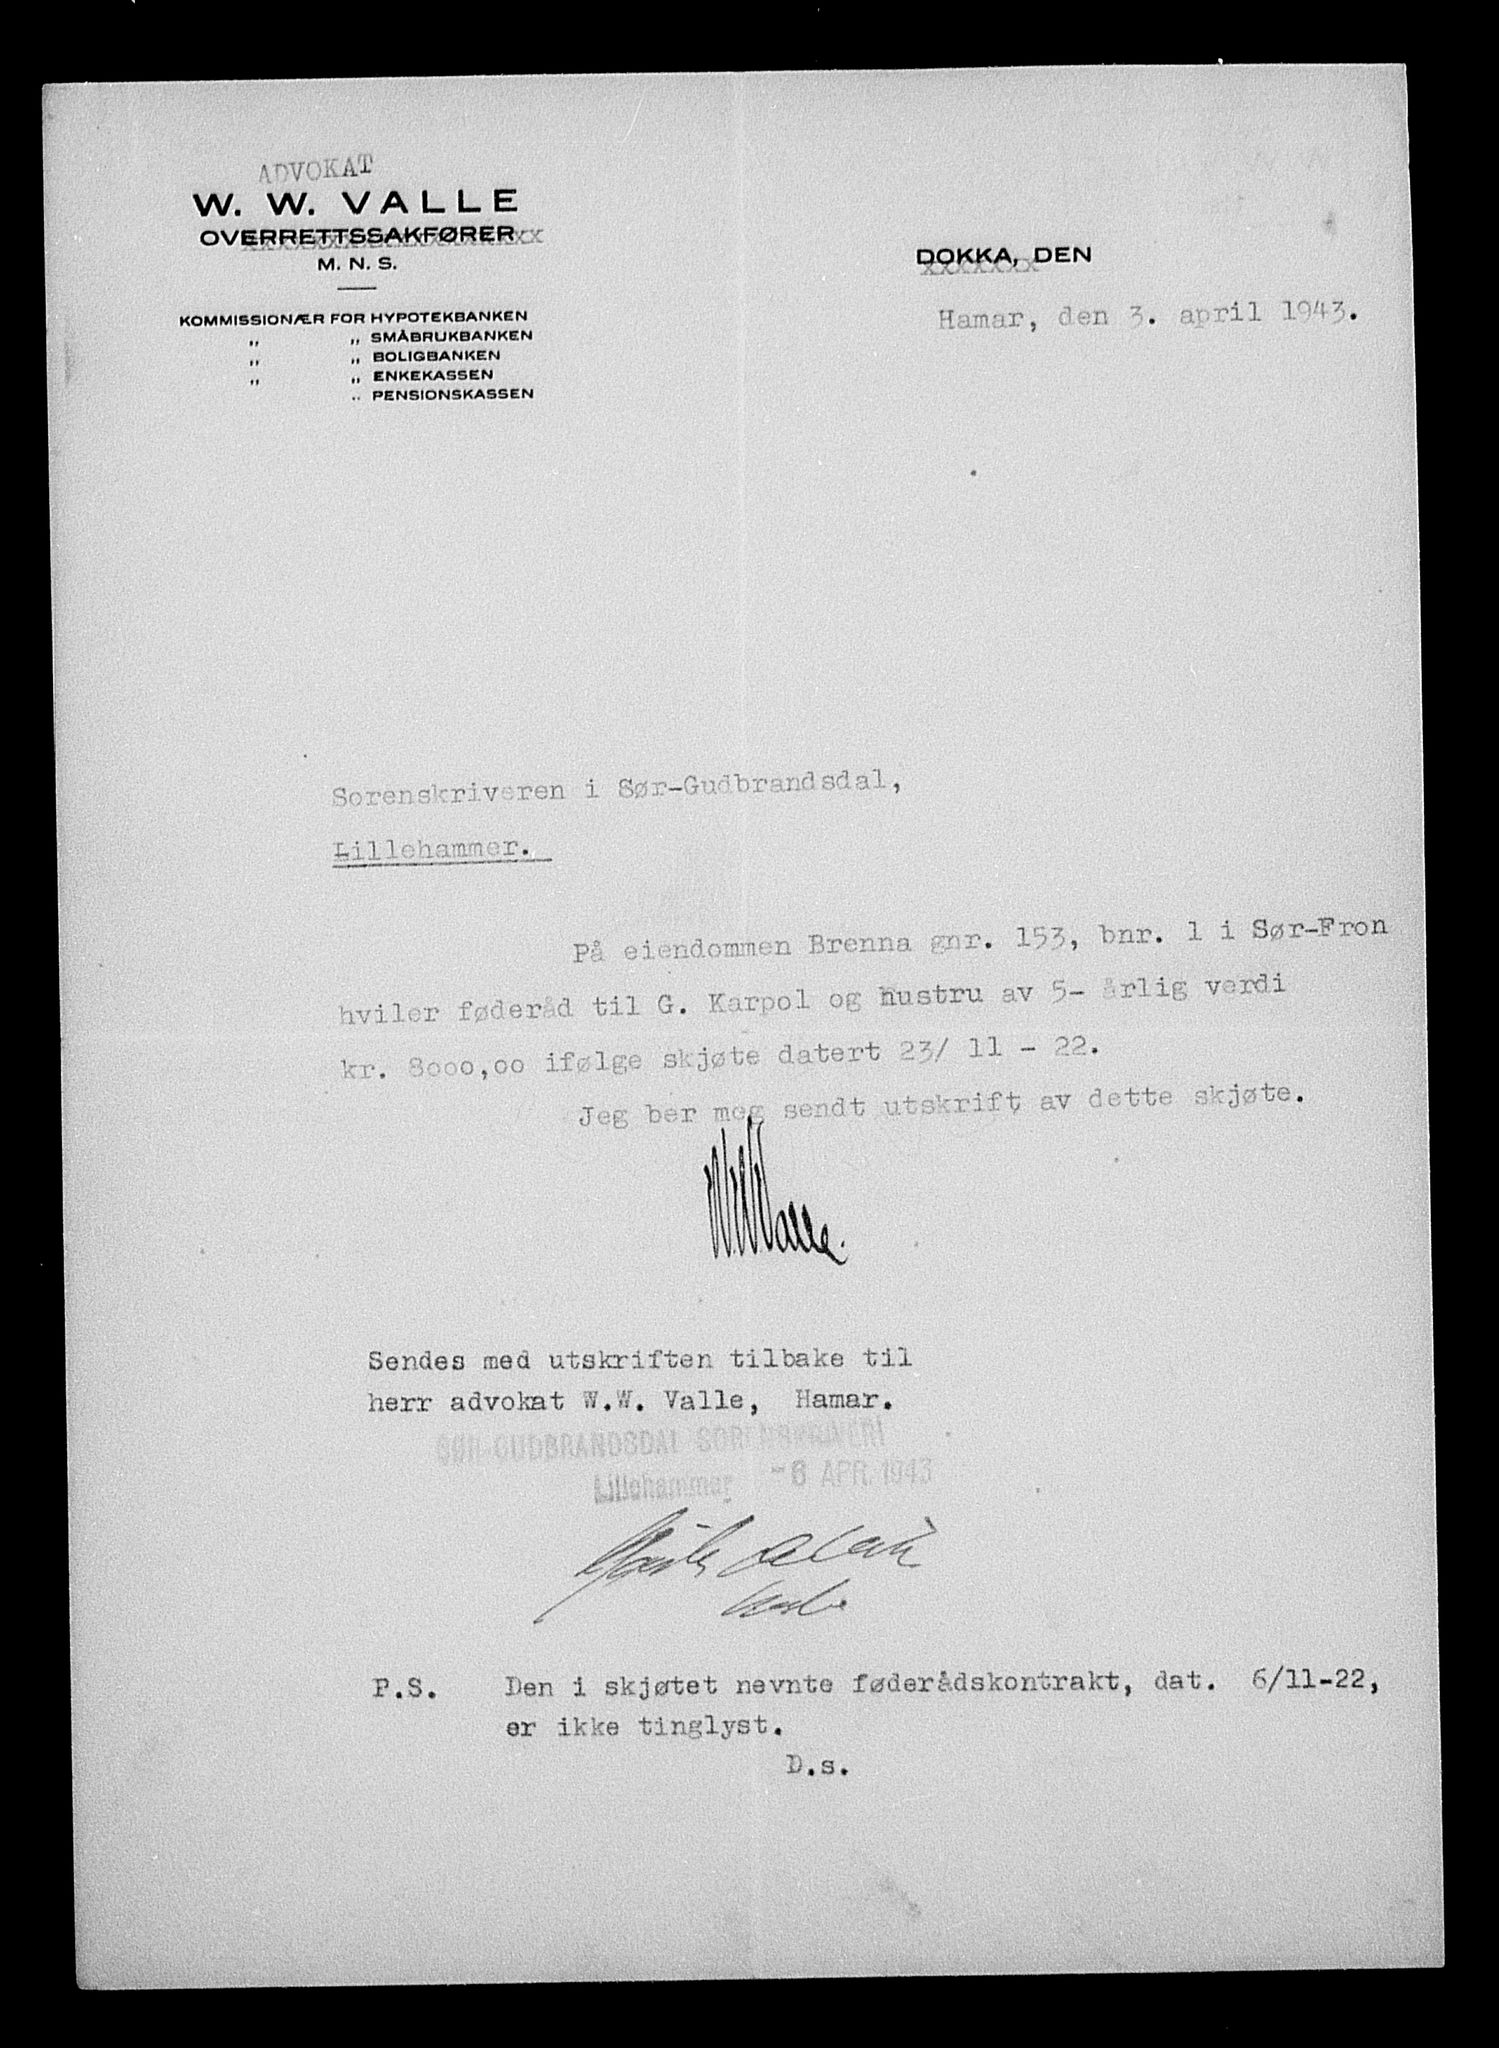 ADVOKAT
W. W. VALLE
OVERRETTSSAKFØRER
M. N. S.
KOMMISSIONÆR FOR HYPOTEKBANKEN
„ „ SMÅBRUKBANKEN
„ „ BOLIGBANKEN
„ „ ENKEKASSEN
„ PENSIONSKASSEN
DOKKA, DEN
Hamar, den 3. april 1943.
Sorenskriveren i Sør-Gudbrandsdal,
Lillehammer.
På eiendommen Brenna gnr. 153, bnr. 1 i Sør-Fron
hviler føderåd til G. Karpol og hustru av 5- årlig verdi
kr. 8000,00 ifølge skjøte datert 23/ 11 - 22.
Jeg ber meg sendt utskrift av dette skjøte.
W.W.Valle.
Sendes med utskriften tilbake til
herr advokat W.W. Valle, Hamar.
SØR-GUDBRANDSDAL SORENSKRIVERI
Lillehammer -6 APR. 1943
P.S. Den i skjøtet nevnte føderådskontrakt, dat. 6/11-22,
er ikke tinglyst.
D.s.